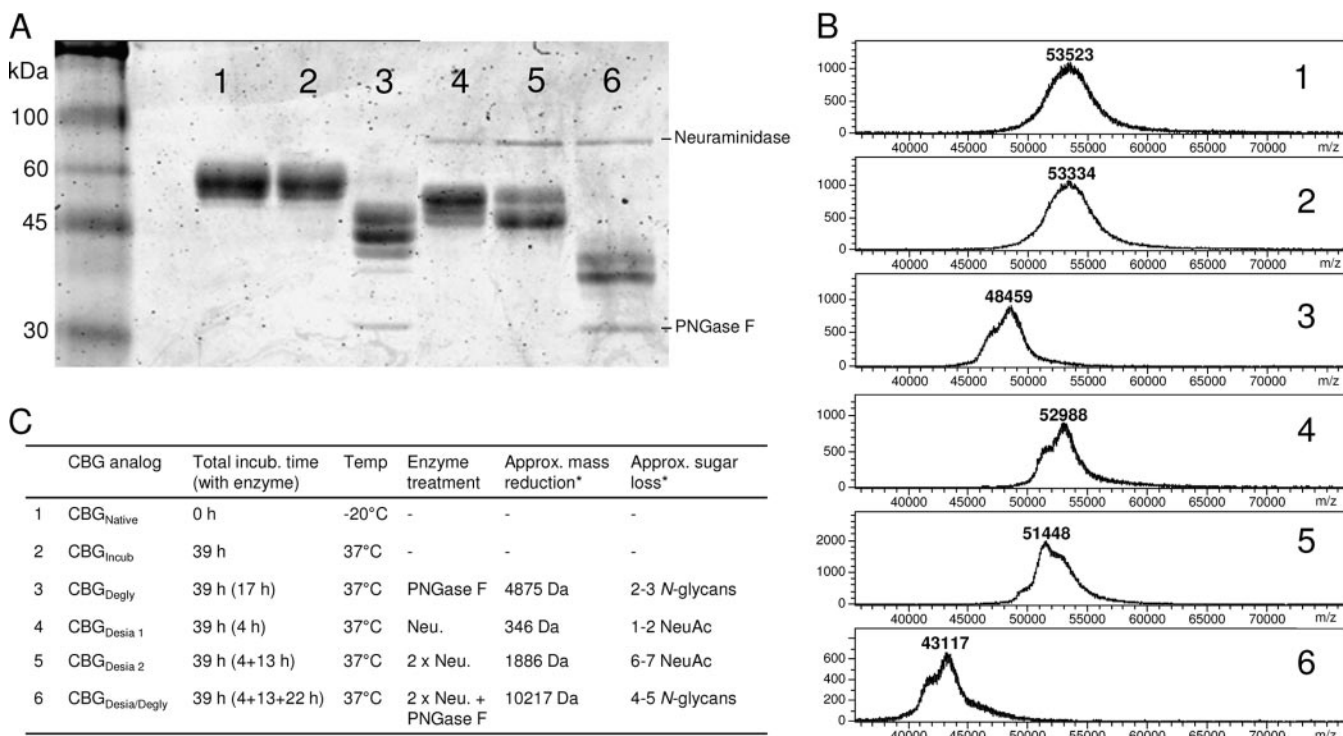 A
kDa
100
60
45
30
1 2 3 4 5 6
Neuraminidase
PNGase F
B
53523
1000
500
0
40000 45000 50000 55000 60000 65000 70000 m/z
1
53334
1000
500
0
40000 45000 50000 55000 60000 65000 70000 m/z
2
48459
1000
500
0
40000 45000 50000 55000 60000 65000 70000 m/z
3
52988
1000
500
0
40000 45000 50000 55000 60000 65000 70000 m/z
4
51448
2000
1000
0
40000 45000 50000 55000 60000 65000 70000 m/z
5
43117
600
400
200
0
40000 45000 50000 55000 60000 65000 70000 m/z
6
C
CBG analog Total incub. time (with enzyme) Temp Enzyme treatment Approx. mass reduction* Approx. sugar loss*
1 CBGNative 0 h -20°C - - -
2 CBGIncub 39 h 37°C - - -
3 CBGDegly 39 h (17 h) 37°C PNGase F 4875 Da 2-3 N-glycans
4 CBGDesia 1 39 h (4 h) 37°C Neu. 346 Da 1-2 NeuAc
5 CBGDesia 2 39 h (4+13 h) 37°C 2 x Neu. 1886 Da 6-7 NeuAc
6 CBGDesia/Degly 39 h (4+13+22 h) 37°C 2 x Neu. + PNGase F 10217 Da 4-5 N-glycans